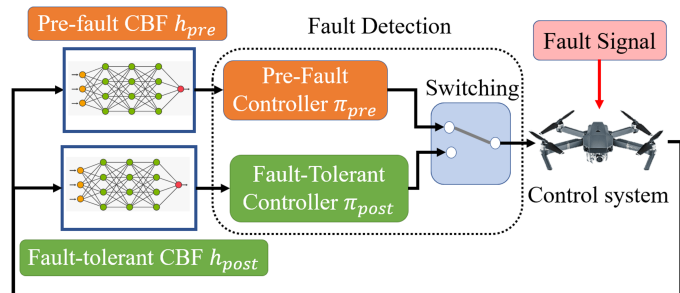 Pre-fault CBF h_pre
Fault Detection
Fault Signal
Pre-Fault
Controller π_pre
Switching
Fault-Tolerant
Controller π_post
Control system
Fault-tolerant CBF h_post